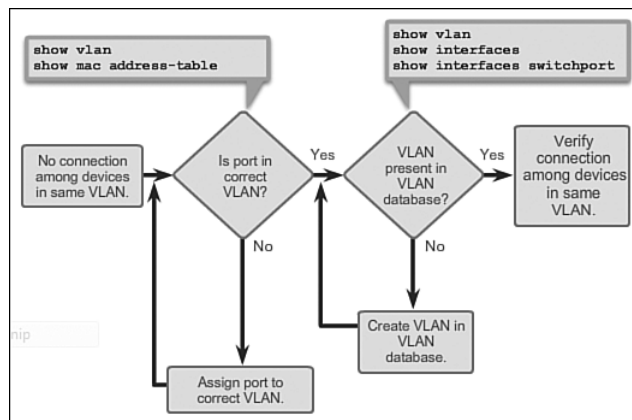 show vlan
show mac address-table
show vlan
show interfaces
show interfaces switchport
No connection
among devices
in same VLAN.
Is port in
correct
VLAN?
Yes
VLAN
present in
VLAN
database?
Yes
Verify
connection
among devices
in same
VLAN.
No
No
nip
Create VLAN in
VLAN
database.
Assign port to
correct VLAN.